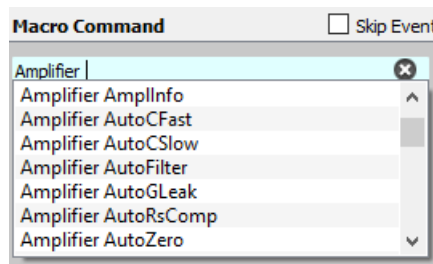 Macro Command Skip Event
Amplifier
Amplifier AmplInfo
Amplifier AutoCFast
Amplifier AutoCSlow
Amplifier AutoFilter
Amplifier AutoGLeak
Amplifier AutoRsComp
Amplifier AutoZero